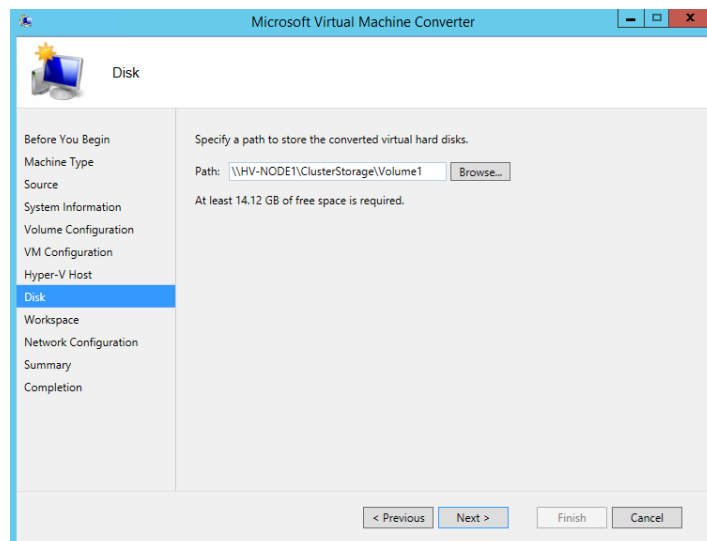 Microsoft Virtual Machine Converter
Disk
Before You Begin
Machine Type
Source
System Information
Volume Configuration
VM Configuration
Hyper-V Host
Disk
Workspace
Network Configuration
Summary
Completion
Specify a path to store the converted virtual hard disks.
Path: \\HV-NODE1\ClusterStorage\Volume1 Browse...
At least 14.12 GB of free space is required.
< Previous Next > Finish Cancel